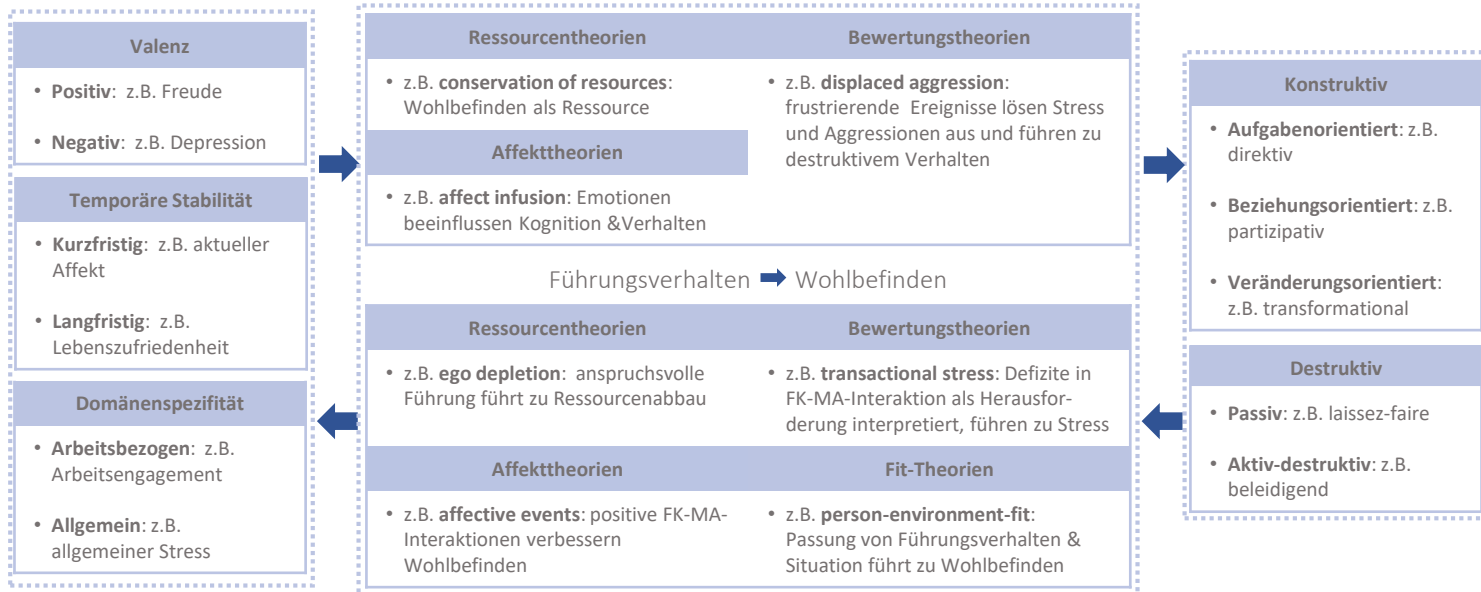 Valenz
• Positiv: z.B. Freude
• Negativ: z.B. Depression
Temporäre Stabilität
• Kurzfristig: z.B. aktueller
Affekt
• Langfristig: z.B.
Lebenszufriedenheit
Domänenspezifität
• Arbeitsbezogen: z.B.
Arbeitsengagement
• Allgemein: z.B.
allgemeiner Stress
Ressourcentheorien
• z.B. conservation of resources:
Wohlbefinden als Ressource
Affekttheorien
• z.B. affect infusion: Emotionen
beeinflussen Kognition &Verhalten
Bewertungstheorien
• z.B. displaced aggression:
frustrierende Ereignisse lösen Stress
und Aggressionen aus und führen zu
destruktivem Verhalten
Führungsverhalten ➡ Wohlbefinden
Ressourcentheorien
• z.B. ego depletion: anspruchsvolle
Führung führt zu Ressourcenabbau
Bewertungstheorien
• z.B. transactional stress: Defizite in
FK-MA-Interaktion als Herausfor-
derung interpretiert, führen zu Stress
Affekttheorien
• z.B. affective events: positive FK-MA-
Interaktionen verbessern
Wohlbefinden
Fit-Theorien
• z.B. person-environment-fit:
Passung von Führungsverhalten &
Situation führt zu Wohlbefinden
Konstruktiv
• Aufgabenorientiert: z.B.
direktiv
• Beziehungsorientiert: z.B.
partizipativ
• Veränderungsorientiert:
z.B. transformational
Destruktiv
• Passiv: z.B. laissez-faire
• Aktiv-destruktiv: z.B.
beleidigend